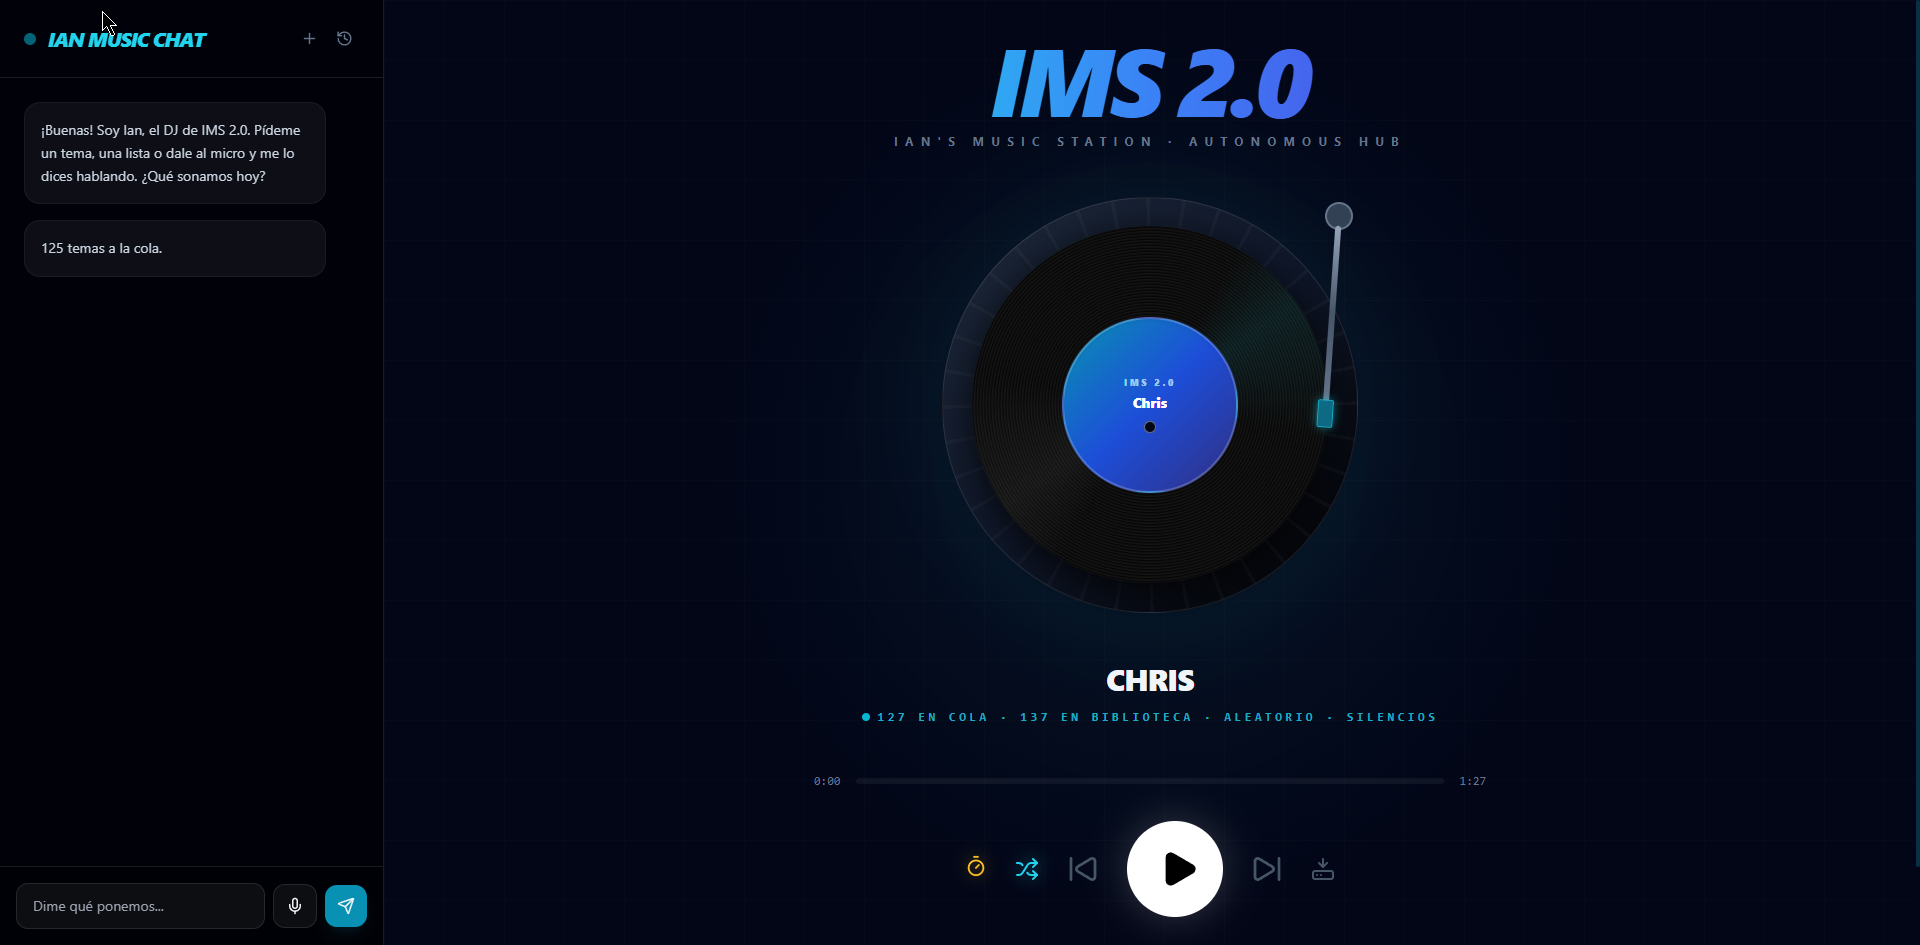 IAN MUSIC CHAT
¡Buenas! Soy Ian, el DJ de IMS 2.0. Pídeme
un tema, una lista o dale al micro y me lo
dices hablando. ¿Qué sonamos hoy?
125 temas a la cola.
Dime qué ponemos...
IMS 2.0
IAN'S MUSIC STATION · AUTONOMOUS HUB
IMS 2.0
Chris
CHRIS
127 EN COLA · 137 EN BIBLIOTECA · ALEATORIO · SILENCIOS
0:00
1:27